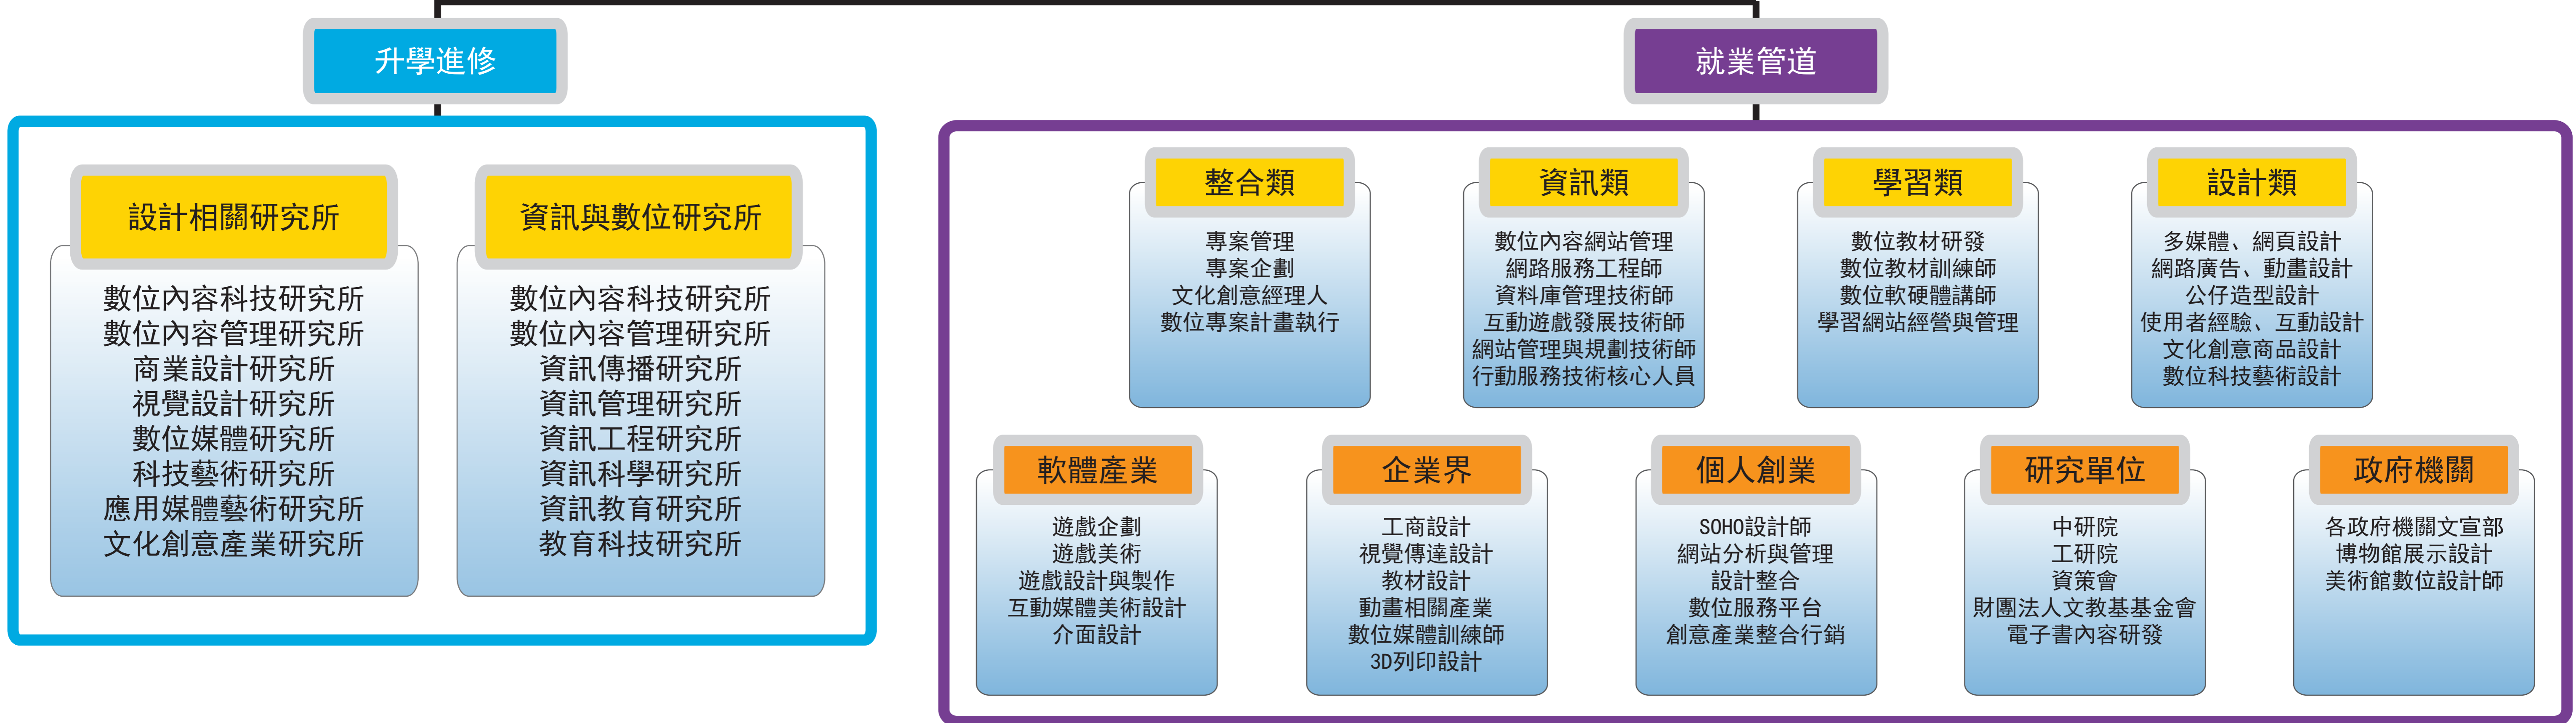 升學進修
設計相關研究所
數位內容科技研究所
數位內容管理研究所
商業設計研究所
視覺設計研究所
數位媒體研究所
科技藝術研究所
應用媒體藝術研究所
文化創意產業研究所
資訊與數位研究所
數位內容科技研究所
數位內容管理研究所
資訊傳播研究所
資訊管理研究所
資訊工程研究所
資訊科學研究所
資訊教育研究所
教育科技研究所
就業管道
整合類
專案管理
專案企劃
文化創意經理人
數位專案計畫執行
資訊類
數位內容網站管理
網路服務工程師
資料庫管理技術師
互動遊戲發展技術師
網站管理與規劃技術師
行動服務技術核心人員
學習類
數位教材研發
數位教材訓練師
數位軟硬體講師
學習網站經營與管理
設計類
多媒體、網頁設計
網路廣告、動畫設計
公仔造型設計
使用者經驗、互動設計
文化創意商品設計
數位科技藝術設計
軟體產業
遊戲企劃
遊戲美術
遊戲設計與製作
互動媒體美術設計
介面設計
企業界
工商設計
視覺傳達設計
教材設計
動畫相關產業
數位媒體訓練師
3D列印設計
個人創業
SOHO設計師
網站分析與管理
設計整合
數位服務平台
創意產業整合行銷
研究單位
中研院
工研院
資策會
財團法人文教基基金會
電子書內容研發
政府機關
各政府機關文宣部
博物館展示設計
美術館數位設計師